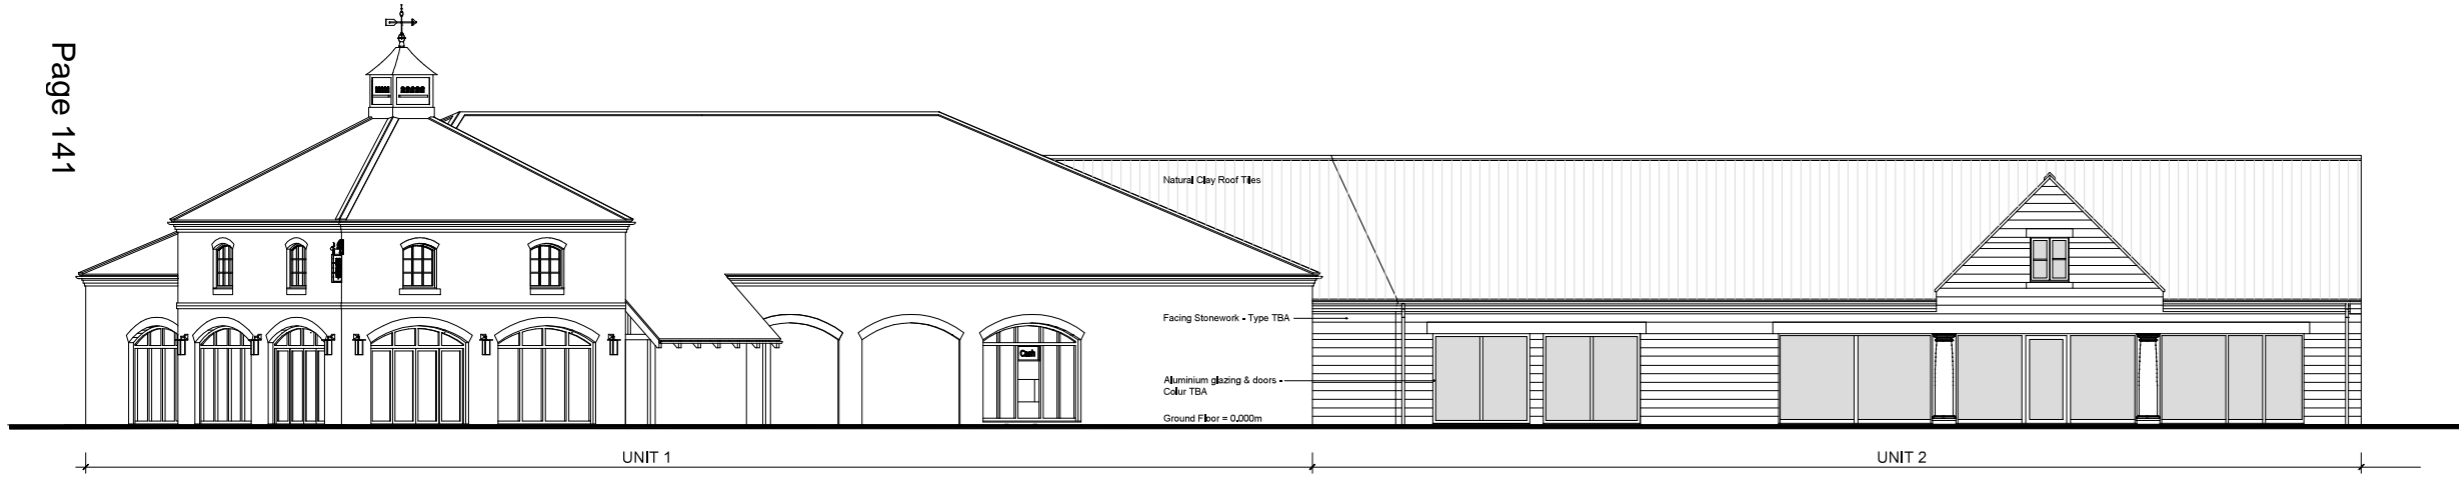 Page 141
Natural Clay Roof Tiles
Facing Stonework - Type TBA
Cash
Aluminium glazing & doors -
Colur TBA
Ground Floor = 0.000m
UNIT 1
UNIT 2